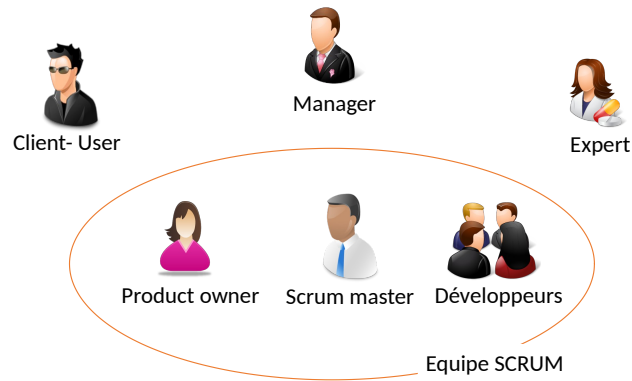 Manager
Client- User
Expert
Product owner
Scrum master
Développeurs
Equipe SCRUM